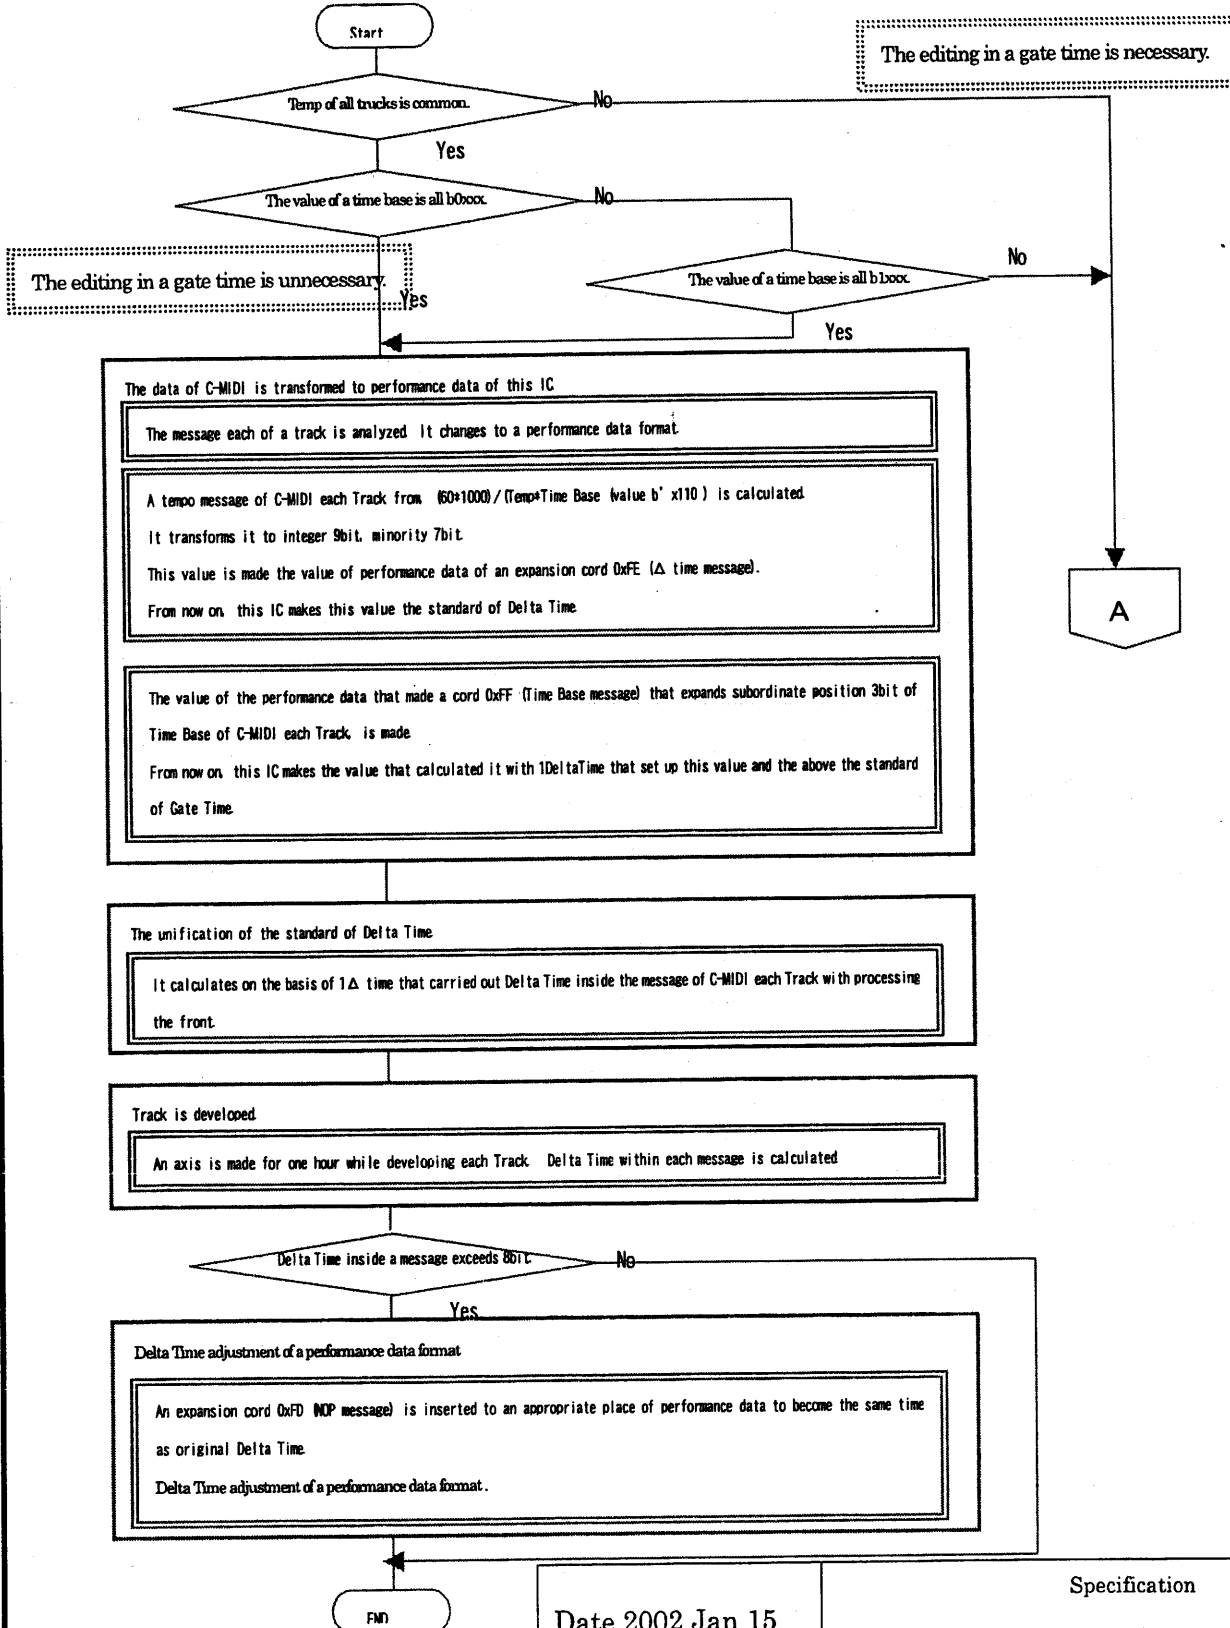 Start
The editing in a gate time is necessary.
Temp of all trucks is common.
No
Yes
The value of a time base is all b0xxx.
No
The editing in a gate time is unnecessary.
Yes
The value of a time base is all b1xxx.
No
Yes
The data of C-MIDI is transformed to performance data of this IC
The message each of a track is analyzed. It changes to a performance data format.
A tempo message of C-MIDI each Track from (60*1000)/(Temp*Time Base (value b' x110 ) is calculated.
It transforms it to integer 9bit, minority 7bit.
This value is made the value of performance data of an expansion cord 0xFE (Δ time message).
From now on, this IC makes this value the standard of Delta Time.
A
The value of the performance data that made a cord 0xFF (Time Base message) that expands subordinate position 3bit of
Time Base of C-MIDI each Track, is made.
From now on, this IC makes the value that calculated it with 1DeltaTime that set up this value and the above the standard
of Gate Time.
The unification of the standard of Delta Time
It calculates on the basis of 1Δ time that carried out Delta Time inside the message of C-MIDI each Track with processing
the front.
Track is developed.
An axis is made for one hour while developing each Track. Delta Time within each message is calculated.
Delta Time inside a message exceeds 8bit.
No
Yes
Delta Time adjustment of a performance data format
An expansion cord 0xFD (NOP message) is inserted to an appropriate place of performance data to become the same time
as original Delta Time.
Delta Time adjustment of a performance data format.
END
Specification
Date 2002 Jan 15